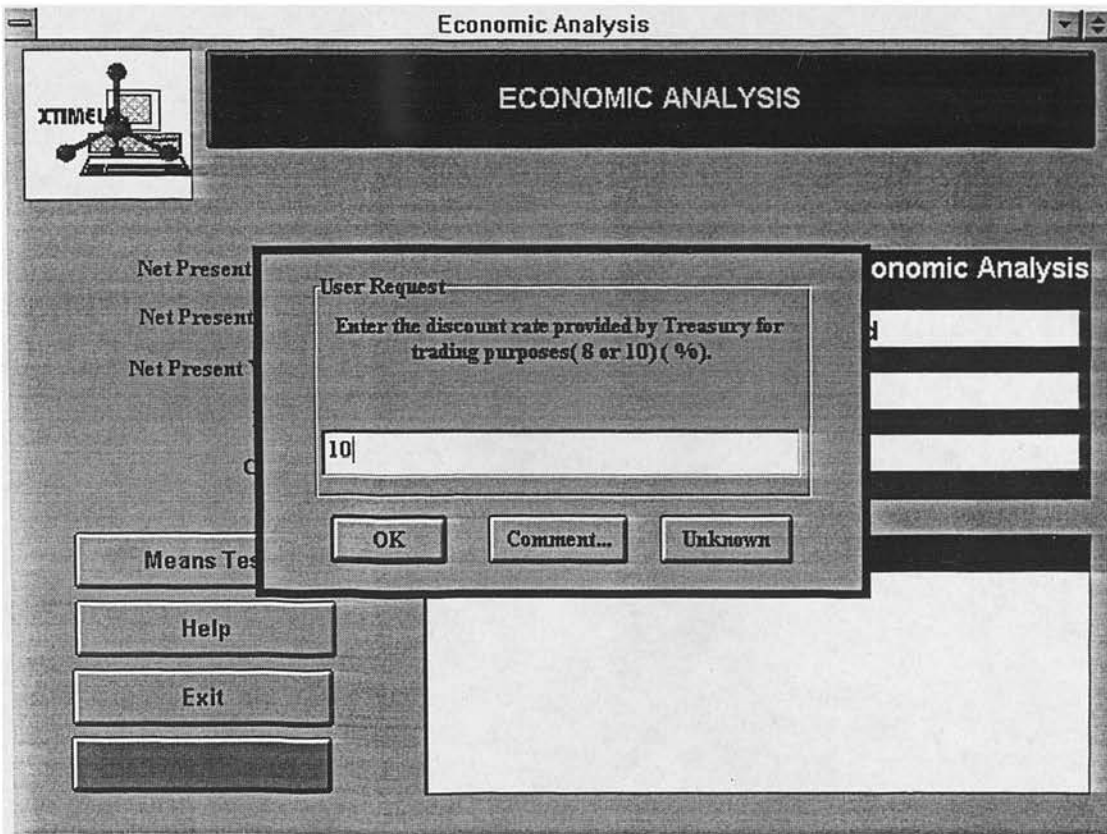 Economic Analysis
XTIMEL
ECONOMIC ANALYSIS
Net Present
onomic Analysis
Net Present
d
Net Present
User Request
Enter the discount rate provided by Treasury for
trading purposes( 8 or 10) ( %).
10
OK
Comment...
Unknown
Means Tes
Help
Exit